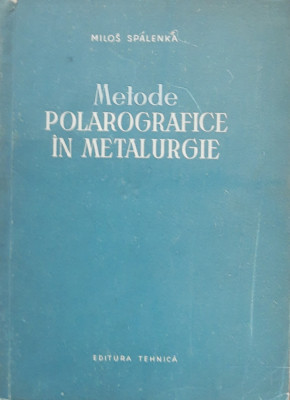 MILOŠ SPÁLENKA
Metode
POLAROGRAFICE
ÎN METALURGIE
EDITURA TEHNICĂ